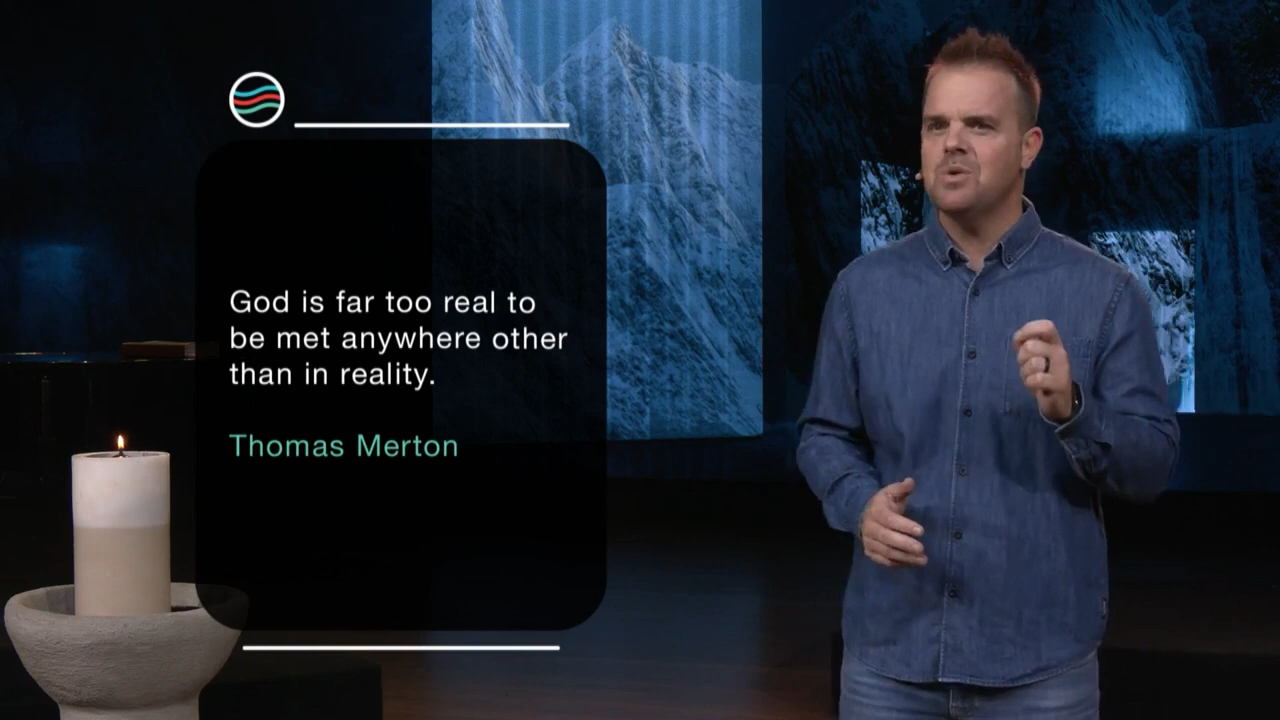 God is far too real to
be met anywhere other
than in reality.
Thomas Merton